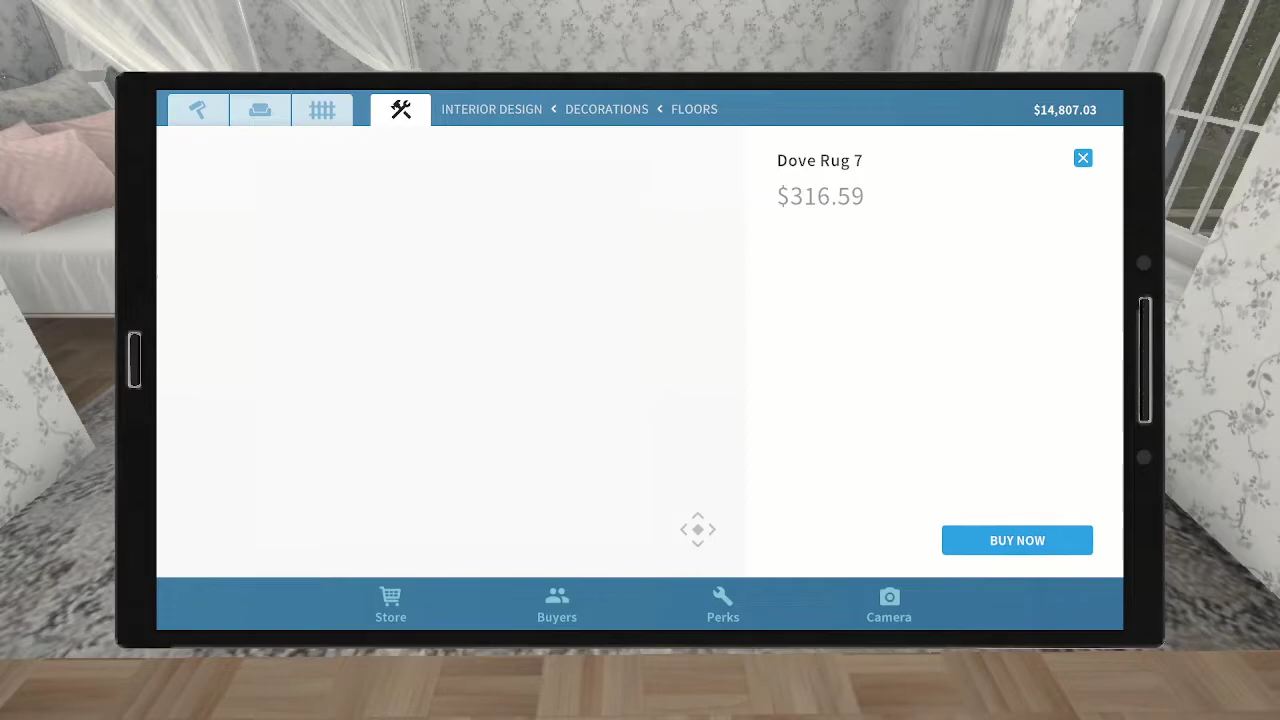 INTERIOR DESIGN < DECORATIONS < FLOORS
$14,807.03
Dove Rug 7
$316.59
BUY NOW
Store
Buyers
Perks
Camera